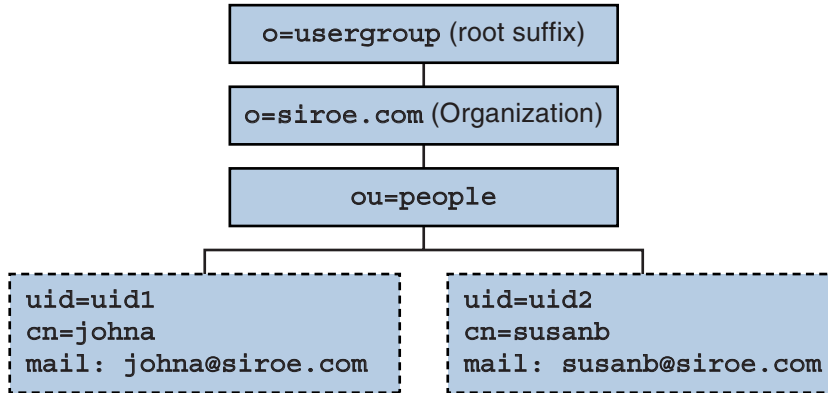 o=usergroup (root suffix)
o=siroe.com (Organization)
ou=people
uid=uid1
cn=johna
mail: johna@siroe.com
uid=uid2
cn=susanb
mail: susanb@siroe.com